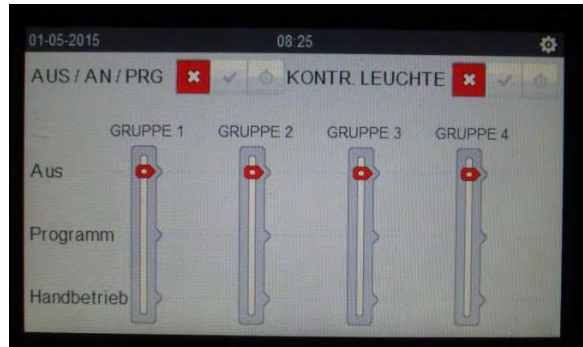 01-05-2015 08:25
AUS / AN / PRG KONTR. LEUCHTE
GRUPPE 1 GRUPPE 2 GRUPPE 3 GRUPPE 4
Aus
Programm
Handbetrieb